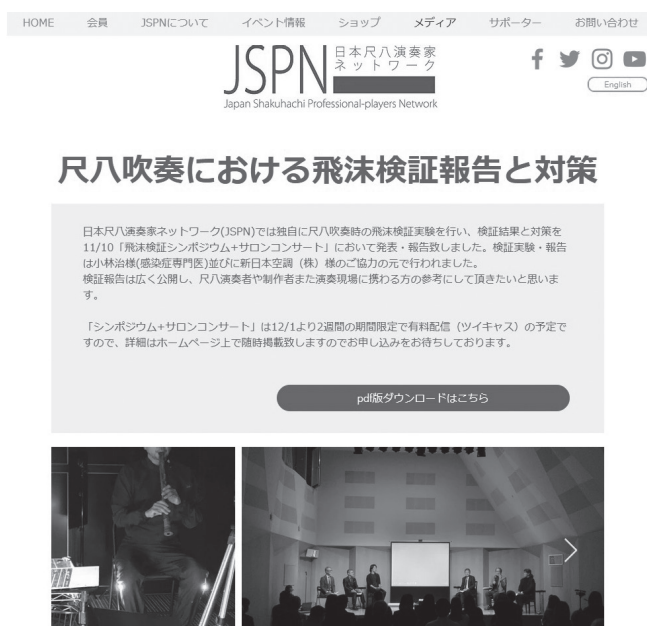 HOME 会員 JSPNについて イベント情報 ショップ メディア サポーター お問い合わせ
JSPN
日本尺八演奏家
ネットワーク
Japan Shakuhachi Professional-players Network
English
尺八吹奏における飛沫検証報告と対策
日本尺八演奏家ネットワーク(JSPN)では独自に尺八吹奏時の飛沫検証実験を行い、検証結果と対策を
11/10「飛沫検証シンポジウム+サロンコンサート」において発表・報告致しました。検証実験・報告
は小林治様(感染症専門医)並びに新日本空調（株）様のご協力の元で行われました。
検証報告は広く公開し、尺八演奏者や制作者また演奏現場に携わる方の参考にして頂きたいと思いま
す。
「シンポジウム+サロンコンサート」は12/1より2週間の期間限定で有料配信（ツイキャス）の予定で
すので、詳細はホームページ上で随時掲載致しますのでお申し込みをお待ちしております。
pdf版ダウンロードはこちら